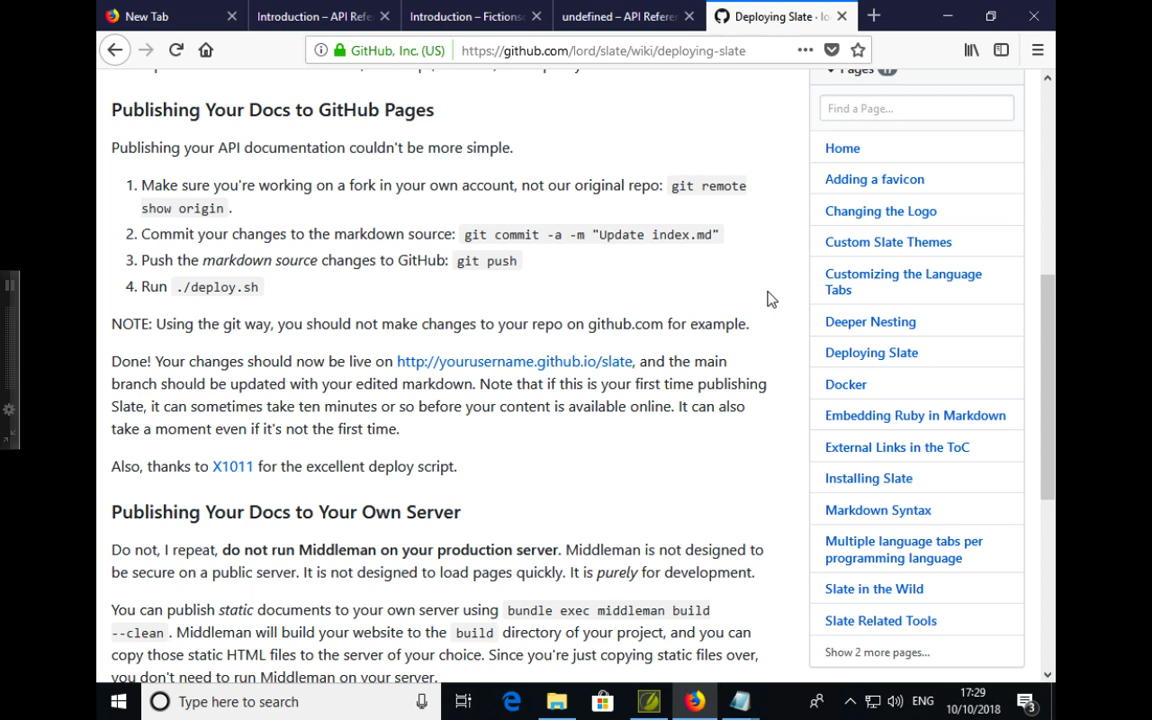 New Tab
Introduction – API Refe
Introduction – Fictionso
undefined – API Referen
Deploying Slate · lo
GitHub, Inc. (US)
https://github.com/lord/slate/wiki/deploying-slate
Pages 17
Find a Page...
Home
Adding a favicon
Changing the Logo
Custom Slate Themes
Customizing the Language
Tabs
Deeper Nesting
Deploying Slate
Docker
Embedding Ruby in Markdown
External Links in the ToC
Installing Slate
Markdown Syntax
Multiple language tabs per
programming language
Slate in the Wild
Slate Related Tools
Show 2 more pages...
Publishing Your Docs to GitHub Pages
Publishing your API documentation couldn't be more simple.
1. Make sure you're working on a fork in your own account, not our original repo: git remote
show origin .
2. Commit your changes to the markdown source: git commit -a -m "Update index.md"
3. Push the markdown source changes to GitHub: git push
4. Run ./deploy.sh
NOTE: Using the git way, you should not make changes to your repo on github.com for example.
Done! Your changes should now be live on http://yourusername.github.io/slate, and the main
branch should be updated with your edited markdown. Note that if this is your first time publishing
Slate, it can sometimes take ten minutes or so before your content is available online. It can also
take a moment even if it's not the first time.
Also, thanks to X1011 for the excellent deploy script.
Publishing Your Docs to Your Own Server
Do not, I repeat, do not run Middleman on your production server. Middleman is not designed to
be secure on a public server. It is not designed to load pages quickly. It is purely for development.
You can publish static documents to your own server using bundle exec middleman build
--clean . Middleman will build your website to the build directory of your project, and you can
copy those static HTML files to the server of your choice. Since you're just copying static files over,
you don't need to run Middleman on your server.
Type here to search
ENG
17:29
10/10/2018
3